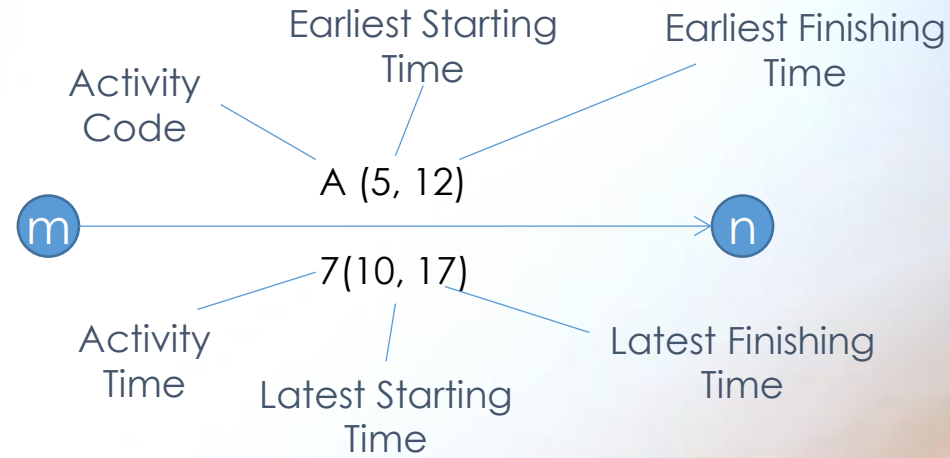 Earliest Starting
Time
Earliest Finishing
Time
Activity
Code
A (5, 12)
m
n
7(10, 17)
Activity
Time
Latest Starting
Time
Latest Finishing
Time